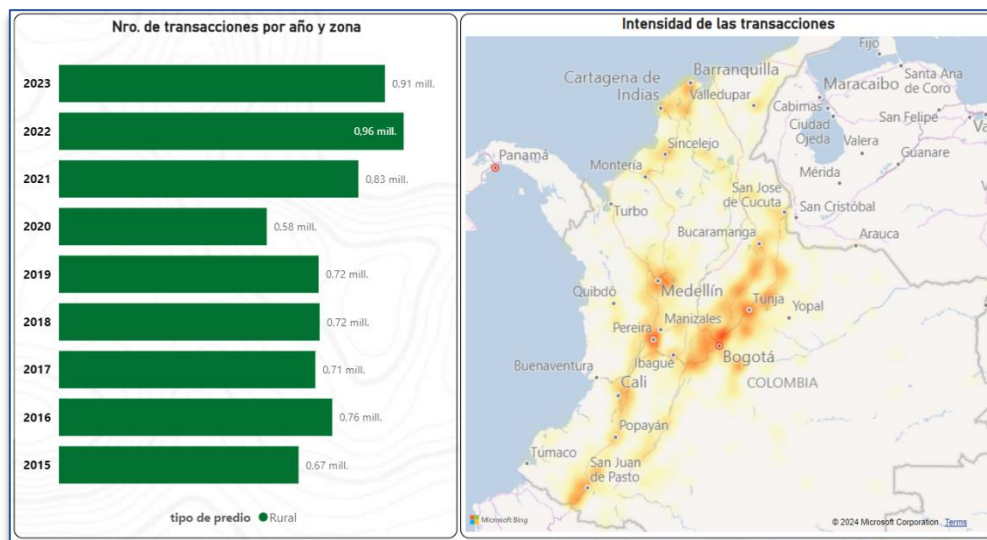 Nro. de transacciones por año y zona
2023
0,91 mill.
2022
0,96 mill.
2021
0,83 mill.
2020
0,58 mill.
2019
0,72 mill.
2018
0,72 mill.
2017
0,71 mill.
2016
0,76 mill.
2015
0,67 mill.
tipo de predio Rural
Intensidad de las transacciones
Fijo
Barranquilla
Cartagena de
Indias
Valledupar
Maracaibo
Santa Ana
de Coro
Cabimas
Ciudad
Ojeda
San Felipe
Va
Valera
Guanare
Sincelejo
Panamá
Montería
Mérida
V
Turbo
San Jose
de Cucuta
San Cristóbal
Bucaramanga
Arauca
Medellín
Quibdó
Tunja
Yopal
Manizales
Pereira
Bogotá
Ibagué
Buenaventura
COLOMBIA
Cali
Popayán
Túmaco
San Juan
de Pasto
Microsoft Bing
© 2024 Microsoft Corporation Terms